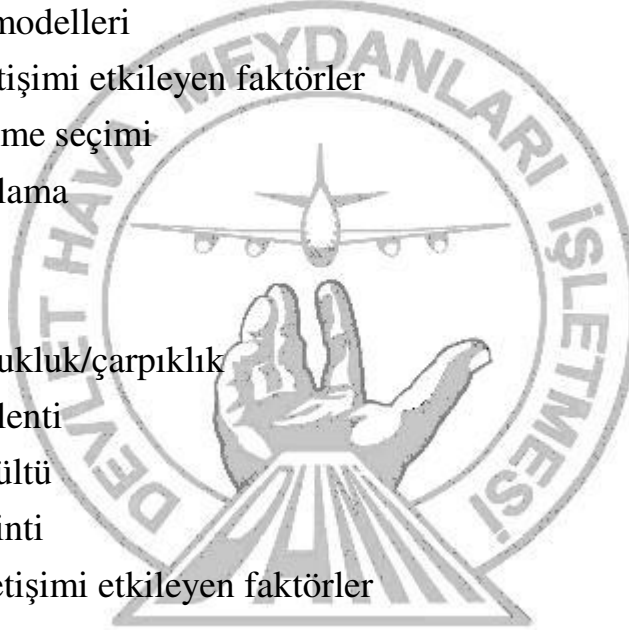 modelleri
tişimi etkileyen faktörler
me seçimi
lama
ukluk/çarpıklık
lenti
ültü
inti
etişimi etkileyen faktörler
DEVLET HAVA MEYDANLARI İŞLETMESİ
DHMİ